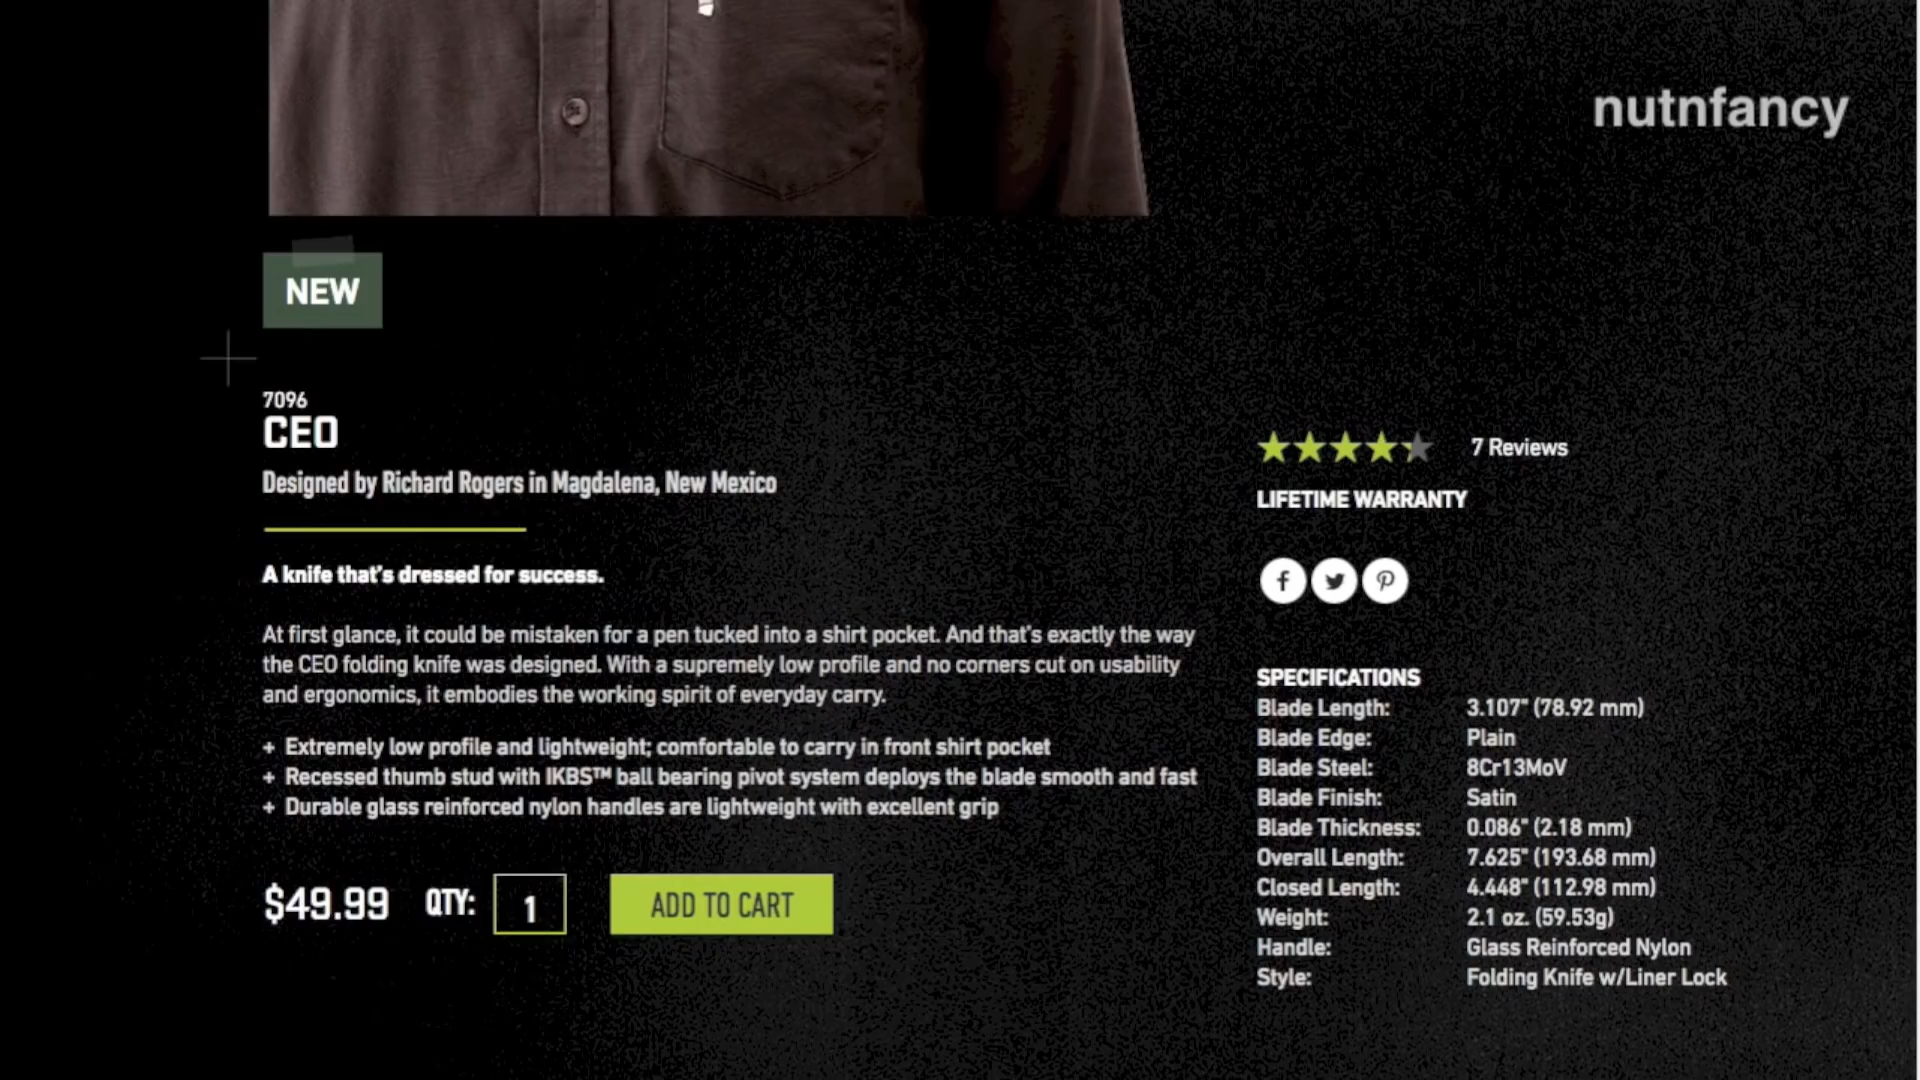 nutnfancy
NEW
7096
CEO
Designed by Richard Rogers in Magdalena, New Mexico
A knife that's dressed for success.
At first glance, it could be mistaken for a pen tucked into a shirt pocket. And that's exactly the way
the CEO folding knife was designed. With a supremely low profile and no corners cut on usability
and ergonomics, it embodies the working spirit of everyday carry.
+ Extremely low profile and lightweight; comfortable to carry in front shirt pocket
+ Recessed thumb stud with IKBS™ ball bearing pivot system deploys the blade smooth and fast
+ Durable glass reinforced nylon handles are lightweight with excellent grip
$49.99 QTY: 1 ADD TO CART
7 Reviews
LIFETIME WARRANTY
SPECIFICATIONS
Blade Length: 3.107" (78.92 mm)
Blade Edge: Plain
Blade Steel: 8Cr13MoV
Blade Finish: Satin
Blade Thickness: 0.086" (2.18 mm)
Overall Length: 7.625" (193.68 mm)
Closed Length: 4.448" (112.98 mm)
Weight: 2.1 oz. (59.53g)
Handle: Glass Reinforced Nylon
Style: Folding Knife w/Liner Lock